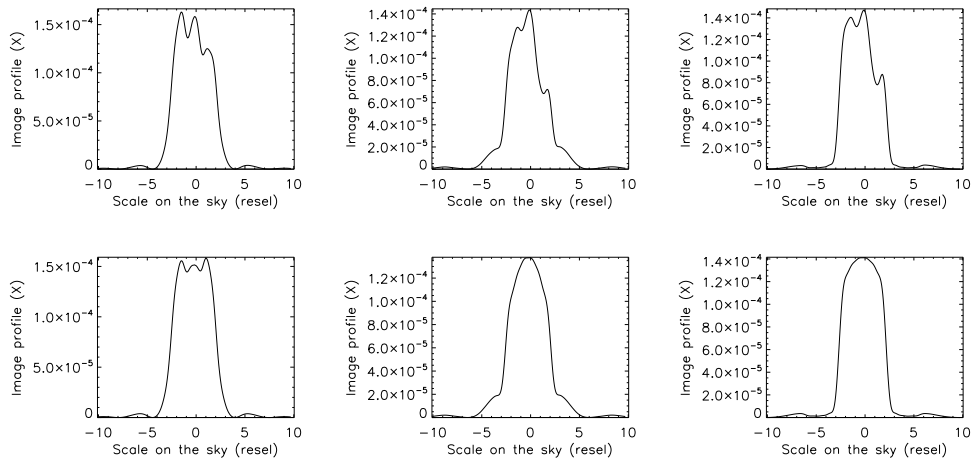 Image profile (X)
1.5×10⁻⁴
1.0×10⁻⁴
5.0×10⁻⁵
0
−10 −5 0 5 10
Scale on the sky (resel)
Image profile (X)
1.4×10⁻⁴
1.2×10⁻⁴
1.0×10⁻⁴
8.0×10⁻⁵
6.0×10⁻⁵
4.0×10⁻⁵
2.0×10⁻⁵
0
−10 −5 0 5 10
Scale on the sky (resel)
Image profile (X)
1.4×10⁻⁴
1.2×10⁻⁴
1.0×10⁻⁴
8.0×10⁻⁵
6.0×10⁻⁵
4.0×10⁻⁵
2.0×10⁻⁵
0
−10 −5 0 5 10
Scale on the sky (resel)
Image profile (X)
1.5×10⁻⁴
1.0×10⁻⁴
5.0×10⁻⁵
0
−10 −5 0 5 10
Scale on the sky (resel)
Image profile (X)
1.2×10⁻⁴
1.0×10⁻⁴
8.0×10⁻⁵
6.0×10⁻⁵
4.0×10⁻⁵
2.0×10⁻⁵
0
−10 −5 0 5 10
Scale on the sky (resel)
Image profile (X)
1.4×10⁻⁴
1.2×10⁻⁴
1.0×10⁻⁴
8.0×10⁻⁵
6.0×10⁻⁵
4.0×10⁻⁵
2.0×10⁻⁵
0
−10 −5 0 5 10
Scale on the sky (resel)